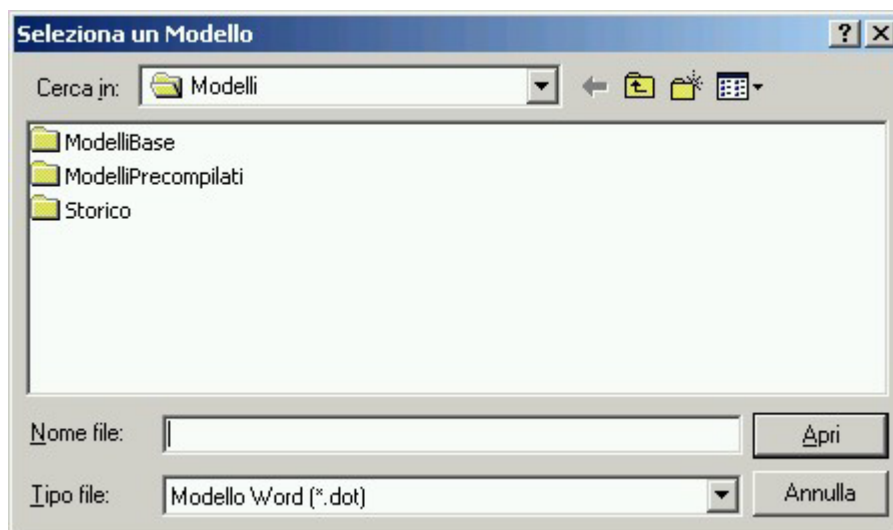 Seleziona un Modello
Cerca in: Modelli
ModelliBase
ModelliPrecompilati
Storico
Nome file: Apri
Tipo file: Modello Word (*.dot) Annulla